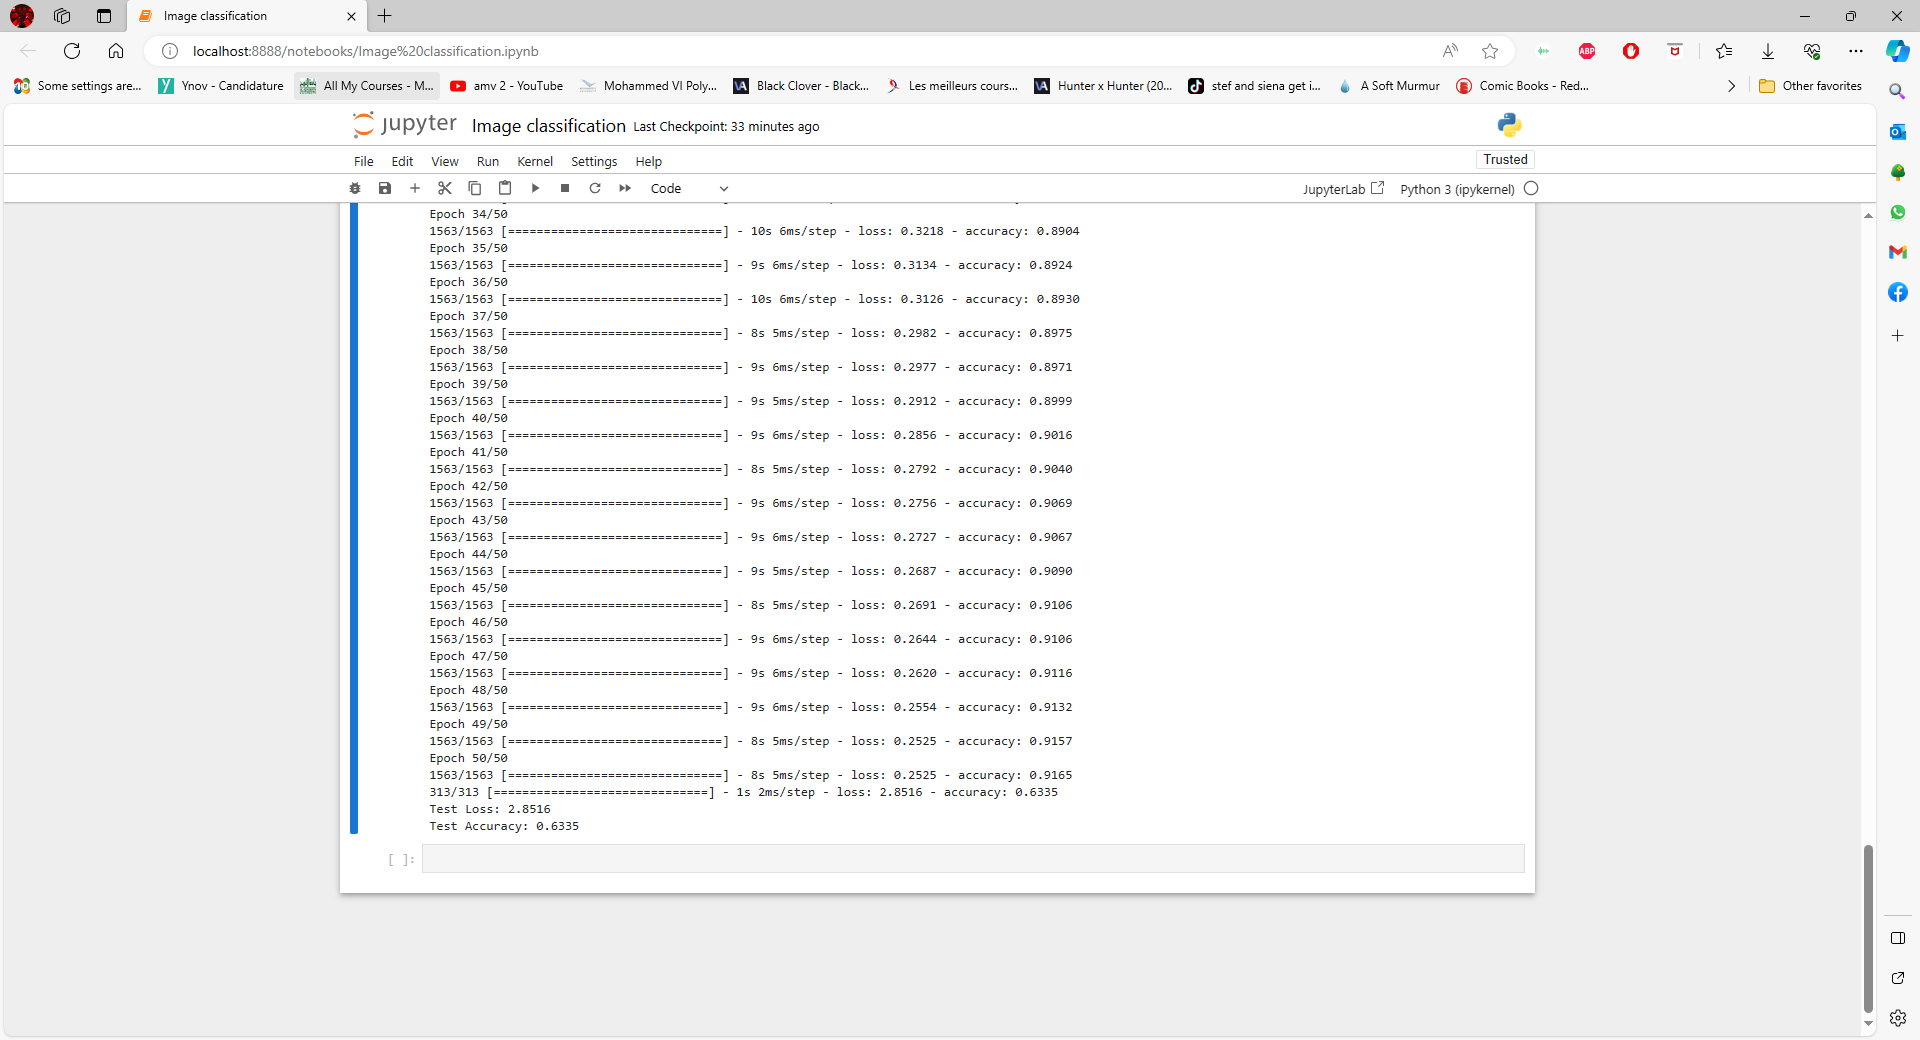 Image classification
localhost:8888/notebooks/Image%20classification.ipynb
ABP
Some settings are...
Ynov - Candidature
All My Courses - M...
amv 2 - YouTube
Mohammed VI Poly...
Black Clover - Black...
Les meilleurs cours...
Hunter x Hunter (20...
stef and siena get i...
A Soft Murmur
Comic Books - Red...
Other favorites
jupyter Image classification Last Checkpoint: 33 minutes ago
File Edit View Run Kernel Settings Help
Trusted
Code
JupyterLab
Python 3 (ipykernel)
Epoch 34/50
1563/1563 [==============================] - 10s 6ms/step - loss: 0.3218 - accuracy: 0.8904
Epoch 35/50
1563/1563 [==============================] - 9s 6ms/step - loss: 0.3134 - accuracy: 0.8924
Epoch 36/50
1563/1563 [==============================] - 10s 6ms/step - loss: 0.3126 - accuracy: 0.8930
Epoch 37/50
1563/1563 [==============================] - 8s 5ms/step - loss: 0.2982 - accuracy: 0.8975
Epoch 38/50
1563/1563 [==============================] - 9s 6ms/step - loss: 0.2977 - accuracy: 0.8971
Epoch 39/50
1563/1563 [==============================] - 9s 5ms/step - loss: 0.2912 - accuracy: 0.8999
Epoch 40/50
1563/1563 [==============================] - 9s 6ms/step - loss: 0.2856 - accuracy: 0.9016
Epoch 41/50
1563/1563 [==============================] - 8s 5ms/step - loss: 0.2792 - accuracy: 0.9040
Epoch 42/50
1563/1563 [==============================] - 9s 6ms/step - loss: 0.2756 - accuracy: 0.9069
Epoch 43/50
1563/1563 [==============================] - 9s 6ms/step - loss: 0.2727 - accuracy: 0.9067
Epoch 44/50
1563/1563 [==============================] - 9s 5ms/step - loss: 0.2687 - accuracy: 0.9090
Epoch 45/50
1563/1563 [==============================] - 8s 5ms/step - loss: 0.2691 - accuracy: 0.9106
Epoch 46/50
1563/1563 [==============================] - 9s 6ms/step - loss: 0.2644 - accuracy: 0.9106
Epoch 47/50
1563/1563 [==============================] - 9s 6ms/step - loss: 0.2620 - accuracy: 0.9116
Epoch 48/50
1563/1563 [==============================] - 9s 6ms/step - loss: 0.2554 - accuracy: 0.9132
Epoch 49/50
1563/1563 [==============================] - 8s 5ms/step - loss: 0.2525 - accuracy: 0.9157
Epoch 50/50
1563/1563 [==============================] - 8s 5ms/step - loss: 0.2525 - accuracy: 0.9165
313/313 [==============================] - 1s 2ms/step - loss: 2.8516 - accuracy: 0.6335
Test Loss: 2.8516
Test Accuracy: 0.6335
[ ]: